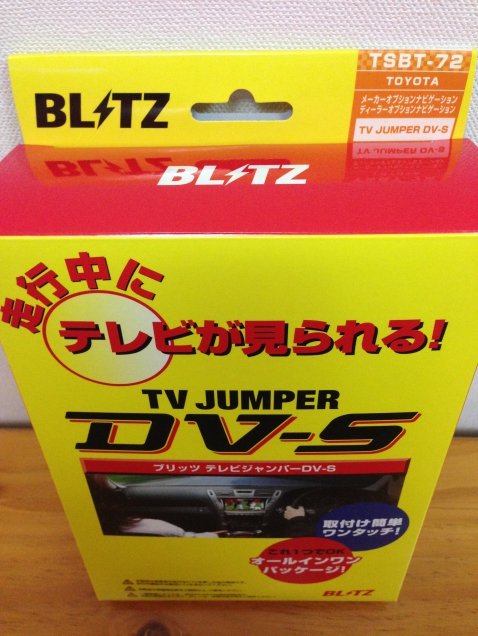 TSBT-72
TOYOTA
メーカーオプションナビゲーション
ディーラーオプションナビゲーション
TV JUMPER DV-S
BLITZ
BLITZ
走行中に
テレビが見られる!
TV JUMPER
DV-S
ブリッツ テレビジャンパーDV-S
取付け簡単
ワンタッチ!
これ1つでOK
オールインワン
パッケージ!
BLITZ